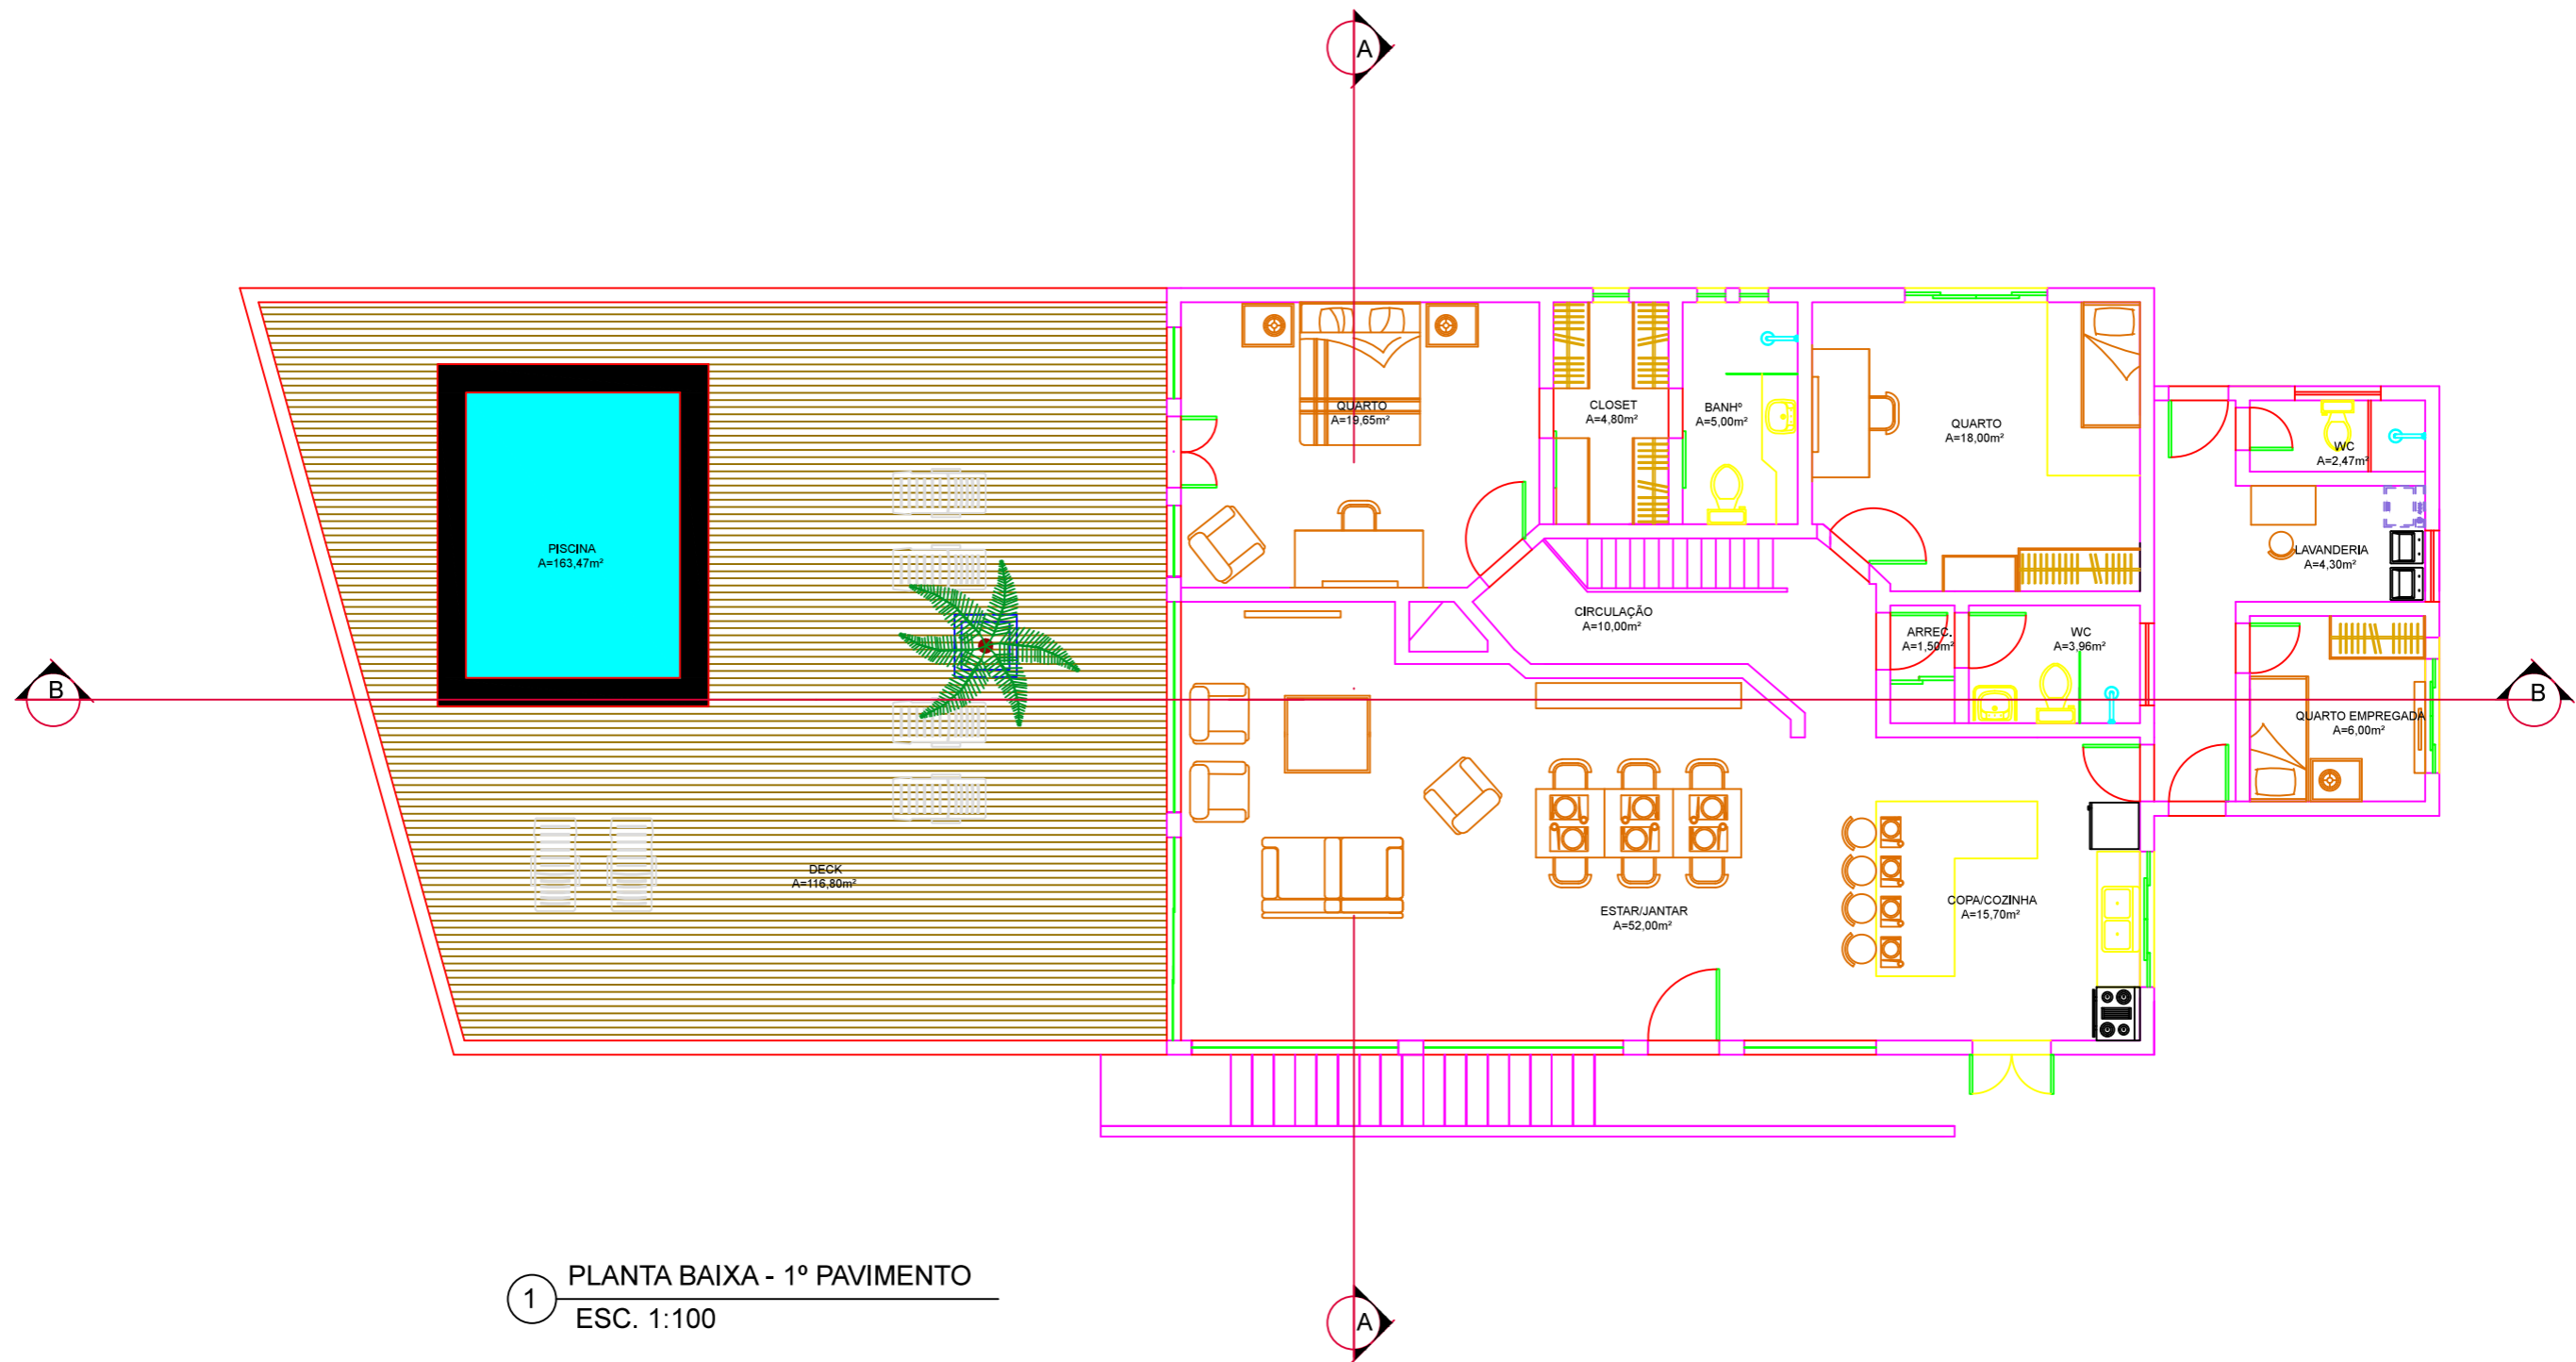 A
QUARTO
A=19,65m²
CLOSET
A=4,80m²
BANHº
A=5,00m²
QUARTO
A=18,00m²
WC
A=2,47m²
PISCINA
A=163,47m²
LAVANDERIA
A=4,30m²
CIRCULAÇÃO
A=10,00m²
ARREC.
A=1,50m²
WC
A=3,96m²
B
B
QUARTO EMPREGADA
A=6,00m²
DECK
A=116,80m²
ESTAR/JANTAR
A=52,00m²
COPA/COZINHA
A=15,70m²
1
PLANTA BAIXA - 1º PAVIMENTO
ESC. 1:100
A